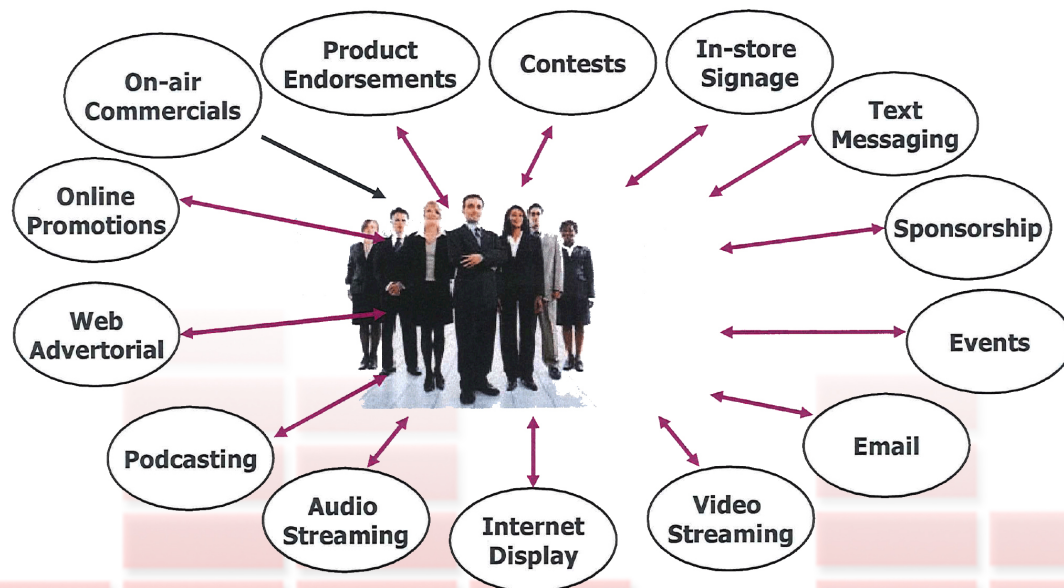 On-air
Commercials
Product
Endorsements
Contests
In-store
Signage
Text
Messaging
Online
Promotions
Sponsorship
Web
Advertorial
Events
Podcasting
Email
Audio
Streaming
Internet
Display
Video
Streaming